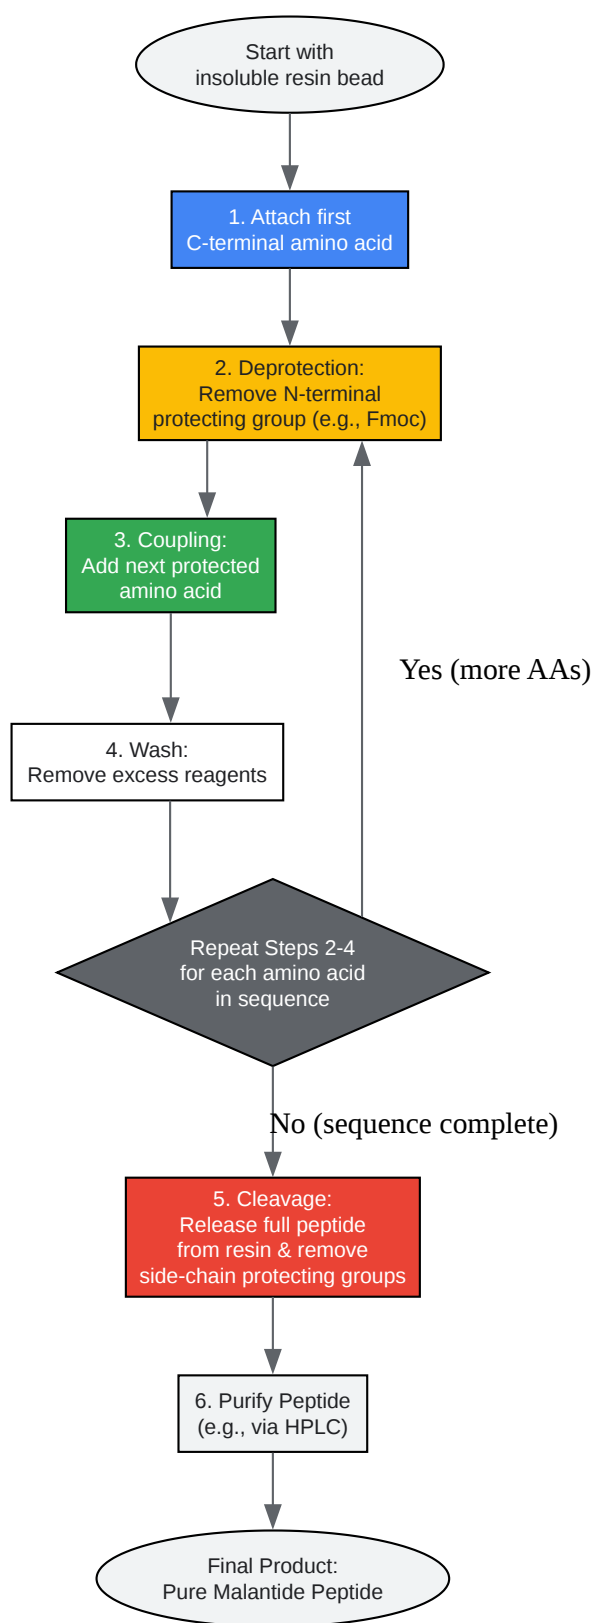 Start with
insoluble resin bead
1. Attach first
C-terminal amino acid
2. Deprotection:
Remove N-terminal
protecting group (e.g., Fmoc)
3. Coupling:
Add next protected
amino acid
Yes (more AAs)
4. Wash:
Remove excess reagents
Repeat Steps 2-4
for each amino acid
in sequence
No (sequence complete)
5. Cleavage:
Release full peptide
from resin & remove
side-chain protecting groups
6. Purify Peptide
(e.g., via HPLC)
Final Product:
Pure Malantide Peptide